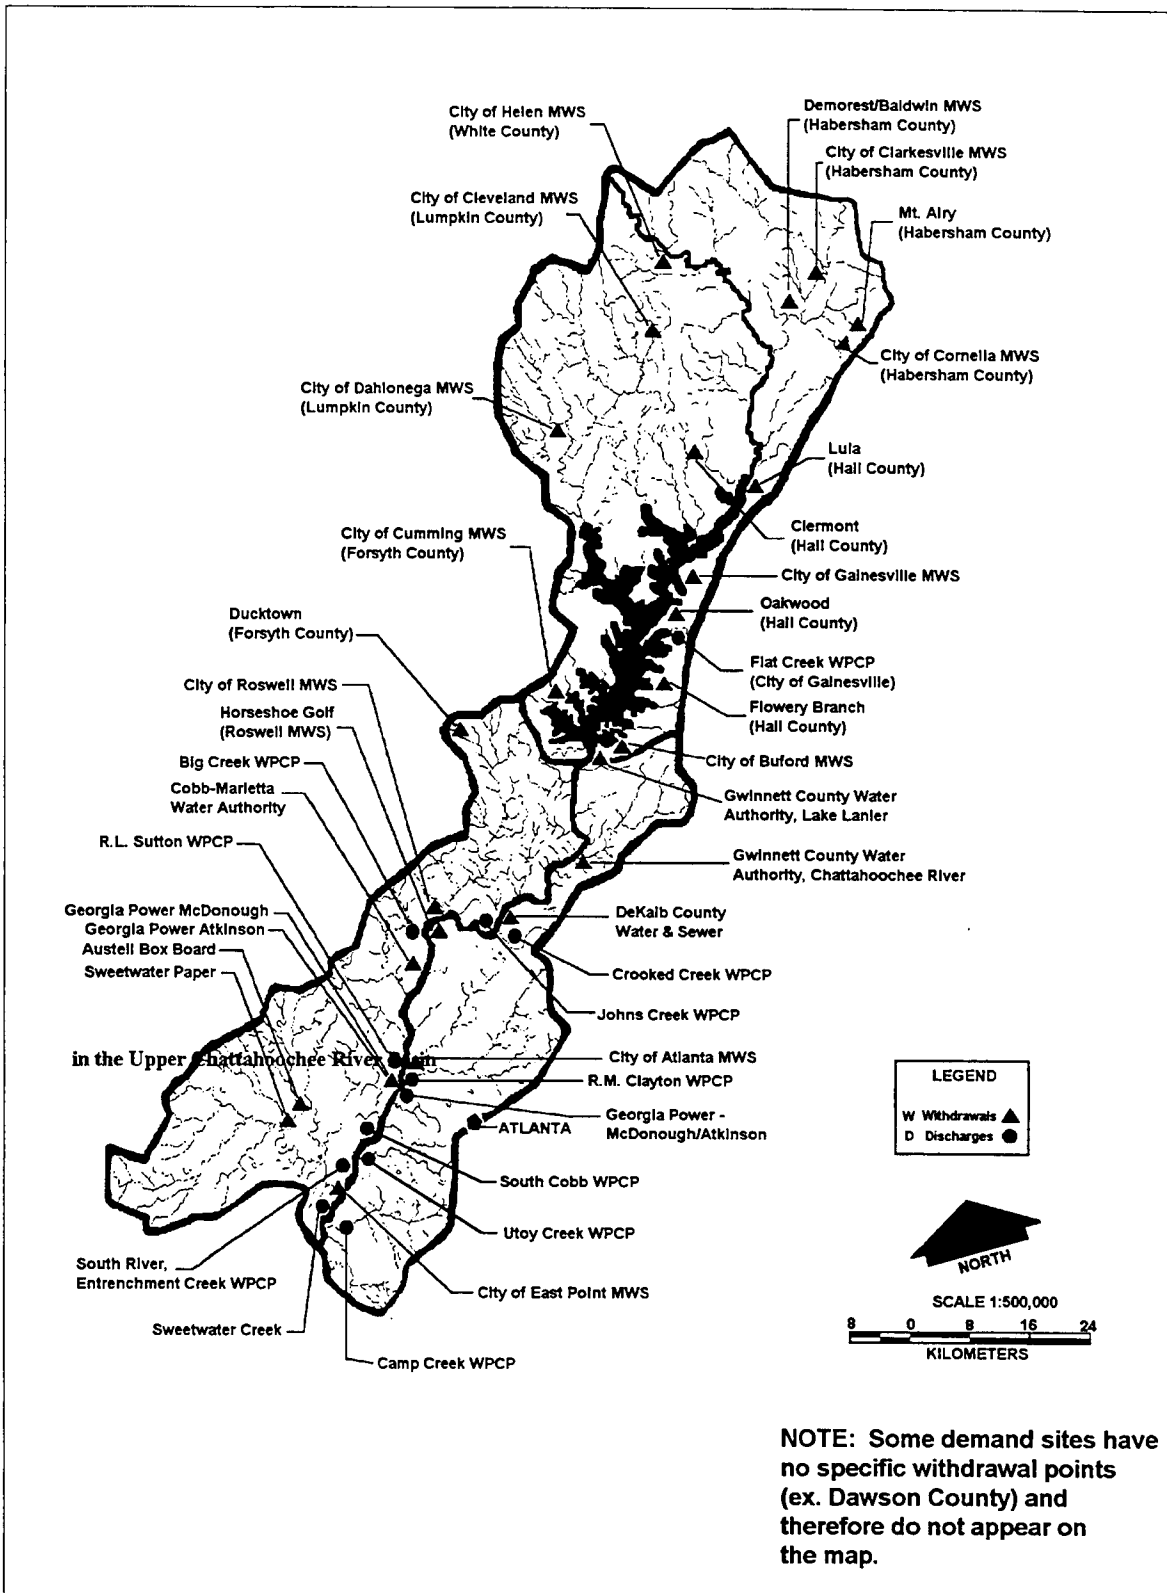 City of Helen MWS
(White County)
Demorest/Baldwin MWS
(Habersham County)
City of Clarkesville MWS
(Habersham County)
City of Cleveland MWS
(Lumpkin County)
Mt. Airy
(Habersham County)
City of Cornelia MWS
(Habersham County)
City of Dahlonega MWS
(Lumpkin County)
Lula
(Hall County)
City of Cumming MWS
(Forsyth County)
Clermont
(Hall County)
City of Gainesville MWS
Oakwood
(Hall County)
Ducktown
(Forsyth County)
Flat Creek WPCP
(City of Gainesville)
City of Roswell MWS
Flowery Branch
(Hall County)
Horseshoe Golf
(Roswell MWS)
Big Creek WPCP
City of Buford MWS
Cobb-Marietta
Water Authority
Gwinnett County Water
Authority, Lake Lanier
R.L. Sutton WPCP
Gwinnett County Water
Authority, Chattahoochee River
Georgia Power McDonough
Georgia Power Atkinson
Austell Box Board
Sweetwater Paper
DeKalb County
Water & Sewer
Crooked Creek WPCP
Johns Creek WPCP
in the Upper Chattahoochee River Basin
City of Atlanta MWS
R.M. Clayton WPCP
Georgia Power -
McDonough/Atkinson
ATLANTA
LEGEND
W Withdrawals
D Discharges
South Cobb WPCP
Utoy Creek WPCP
South River,
Entrenchment Creek WPCP
City of East Point MWS
Sweetwater Creek
Camp Creek WPCP
NORTH
SCALE 1:500,000
8 0 8 16 24
KILOMETERS
NOTE: Some demand sites have
no specific withdrawal points
(ex. Dawson County) and
therefore do not appear on
the map.